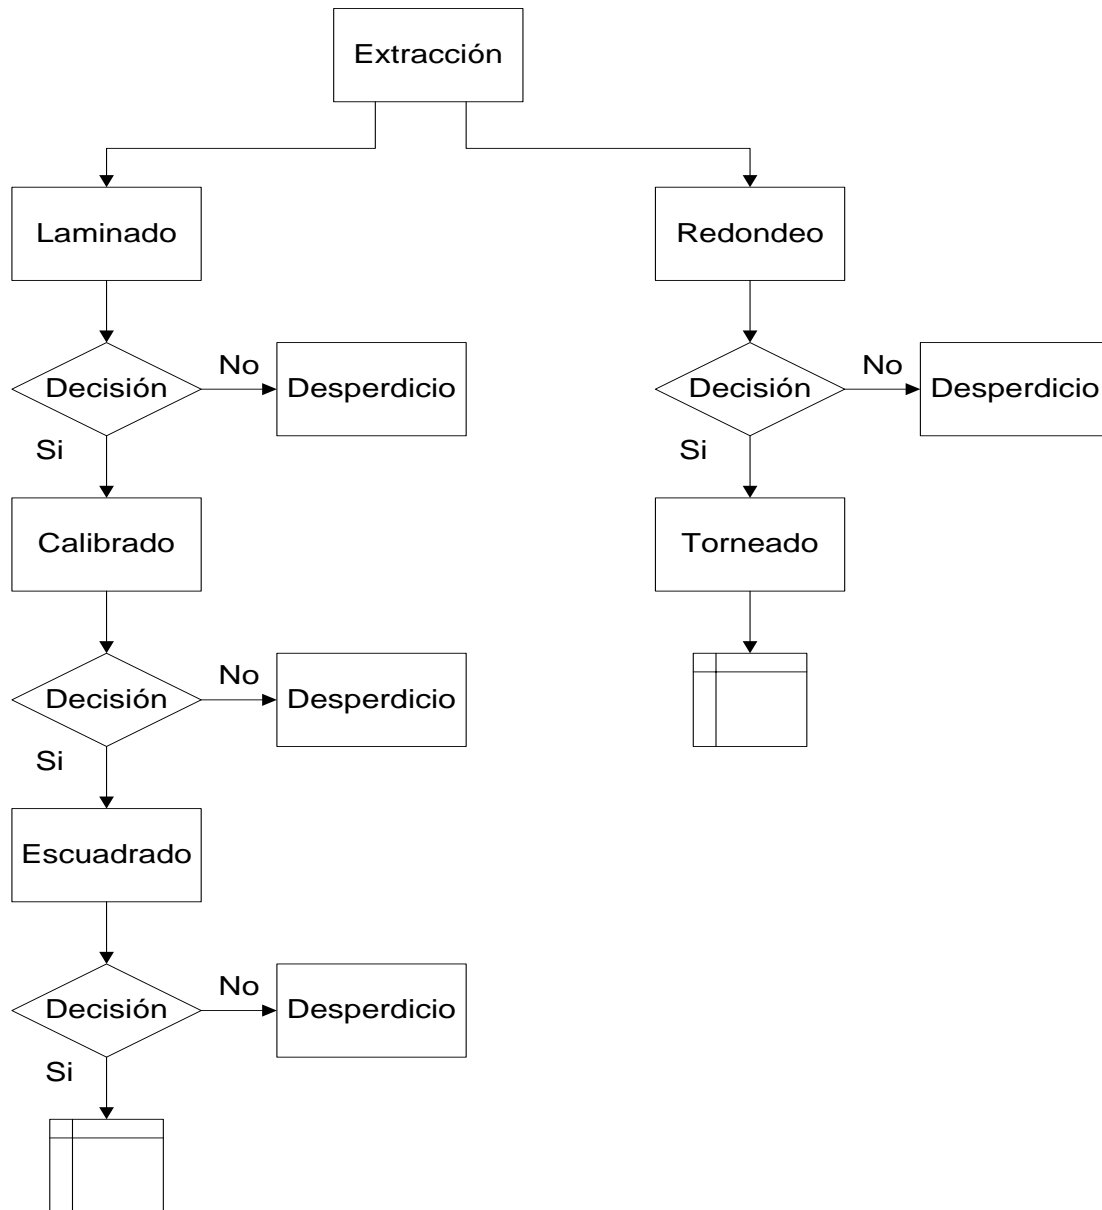 Extracción
Laminado
Redondeo
Decisión
No
Desperdicio
Decisión
No
Desperdicio
Si
Si
Calibrado
Torneado
Decisión
No
Desperdicio
Si
Escuadrado
Decisión
No
Desperdicio
Si